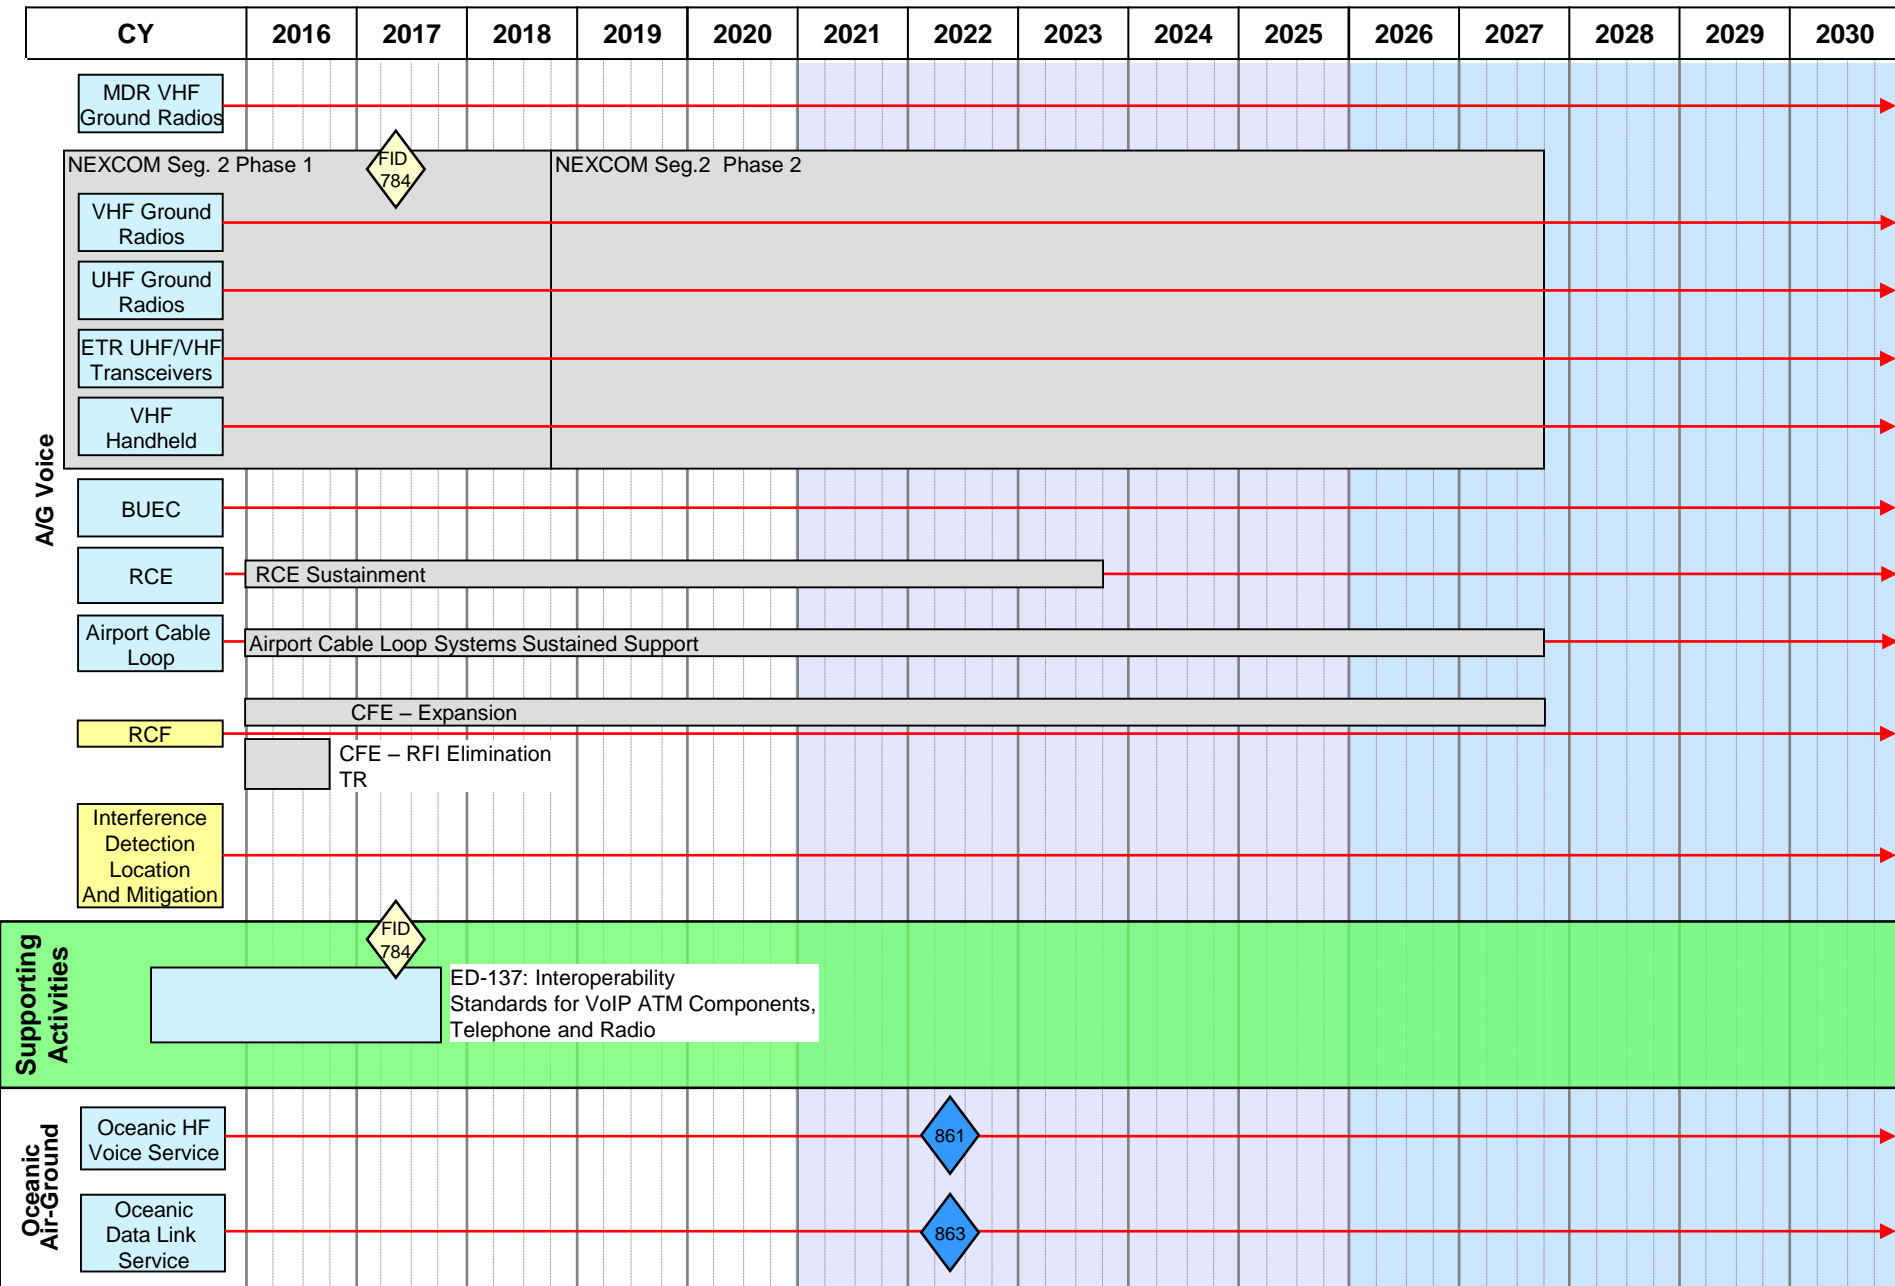 CY 2016 2017 2018 2019 2020 2021 2022 2023 2024 2025 2026 2027 2028 2029 2030
A/G Voice
MDR VHF
Ground Radios
NEXCOM Seg. 2 Phase 1
FID
784
NEXCOM Seg.2 Phase 2
VHF Ground
Radios
UHF Ground
Radios
ETR UHF/VHF
Transceivers
VHF
Handheld
BUEC
RCE
RCE Sustainment
Airport Cable
Loop
Airport Cable Loop Systems Sustained Support
CFE – Expansion
RCF
CFE – RFI Elimination
TR
Interference
Detection
Location
And Mitigation
Supporting
Activities
FID
784
ED-137: Interoperability
Standards for VoIP ATM Components,
Telephone and Radio
Oceanic
Air-Ground
Oceanic HF
Voice Service
861
Oceanic
Data Link
Service
863